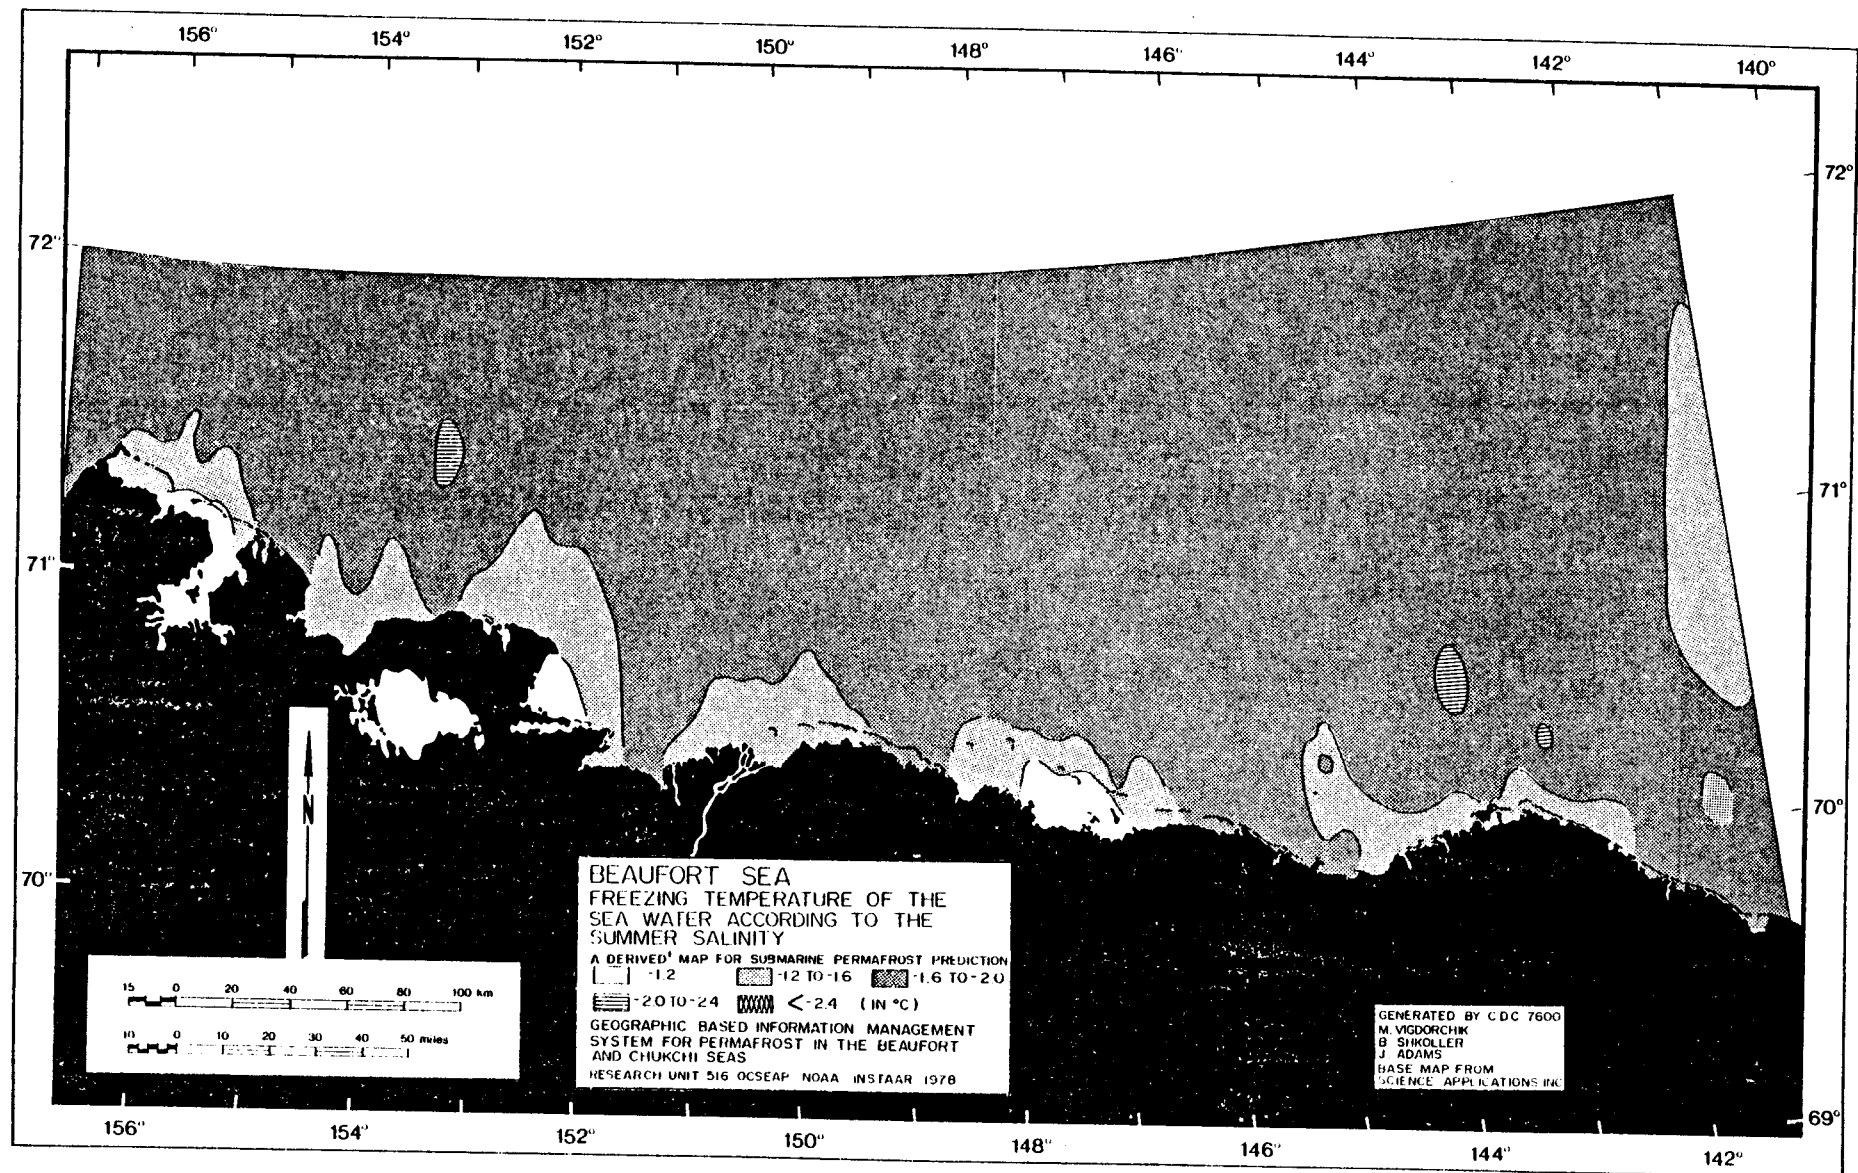 156° 154° 152° 150° 148° 146° 144° 142° 140°
72° 72°
71° 71°
70° 70°
69°
N
BEAUFORT SEA
FREEZING TEMPERATURE OF THE
SEA WATER ACCORDING TO THE
SUMMER SALINITY
A DERIVED' MAP FOR SUBMARINE PERMAFROST PREDICTION
-1.2 -1.2 TO -1.6 -1.6 TO -2.0
-2.0 TO -2.4 < -2.4 (IN °C)
GEOGRAPHIC BASED INFORMATION MANAGEMENT
SYSTEM FOR PERMAFROST IN THE BEAUFORT
AND CHUKCHI SEAS
RESEARCH UNIT 516 OCSEAP NOAA INSTAAR 1978
15 0 20 40 60 80 100 km
10 0 10 20 30 40 50 miles
GENERATED BY CDC 7600
M. VIGDORCHIK
B SHKOLLER
J. ADAMS
BASE MAP FROM
SCIENCE APPLICATIONS INC
156° 154° 152° 150° 148° 146° 144° 142°